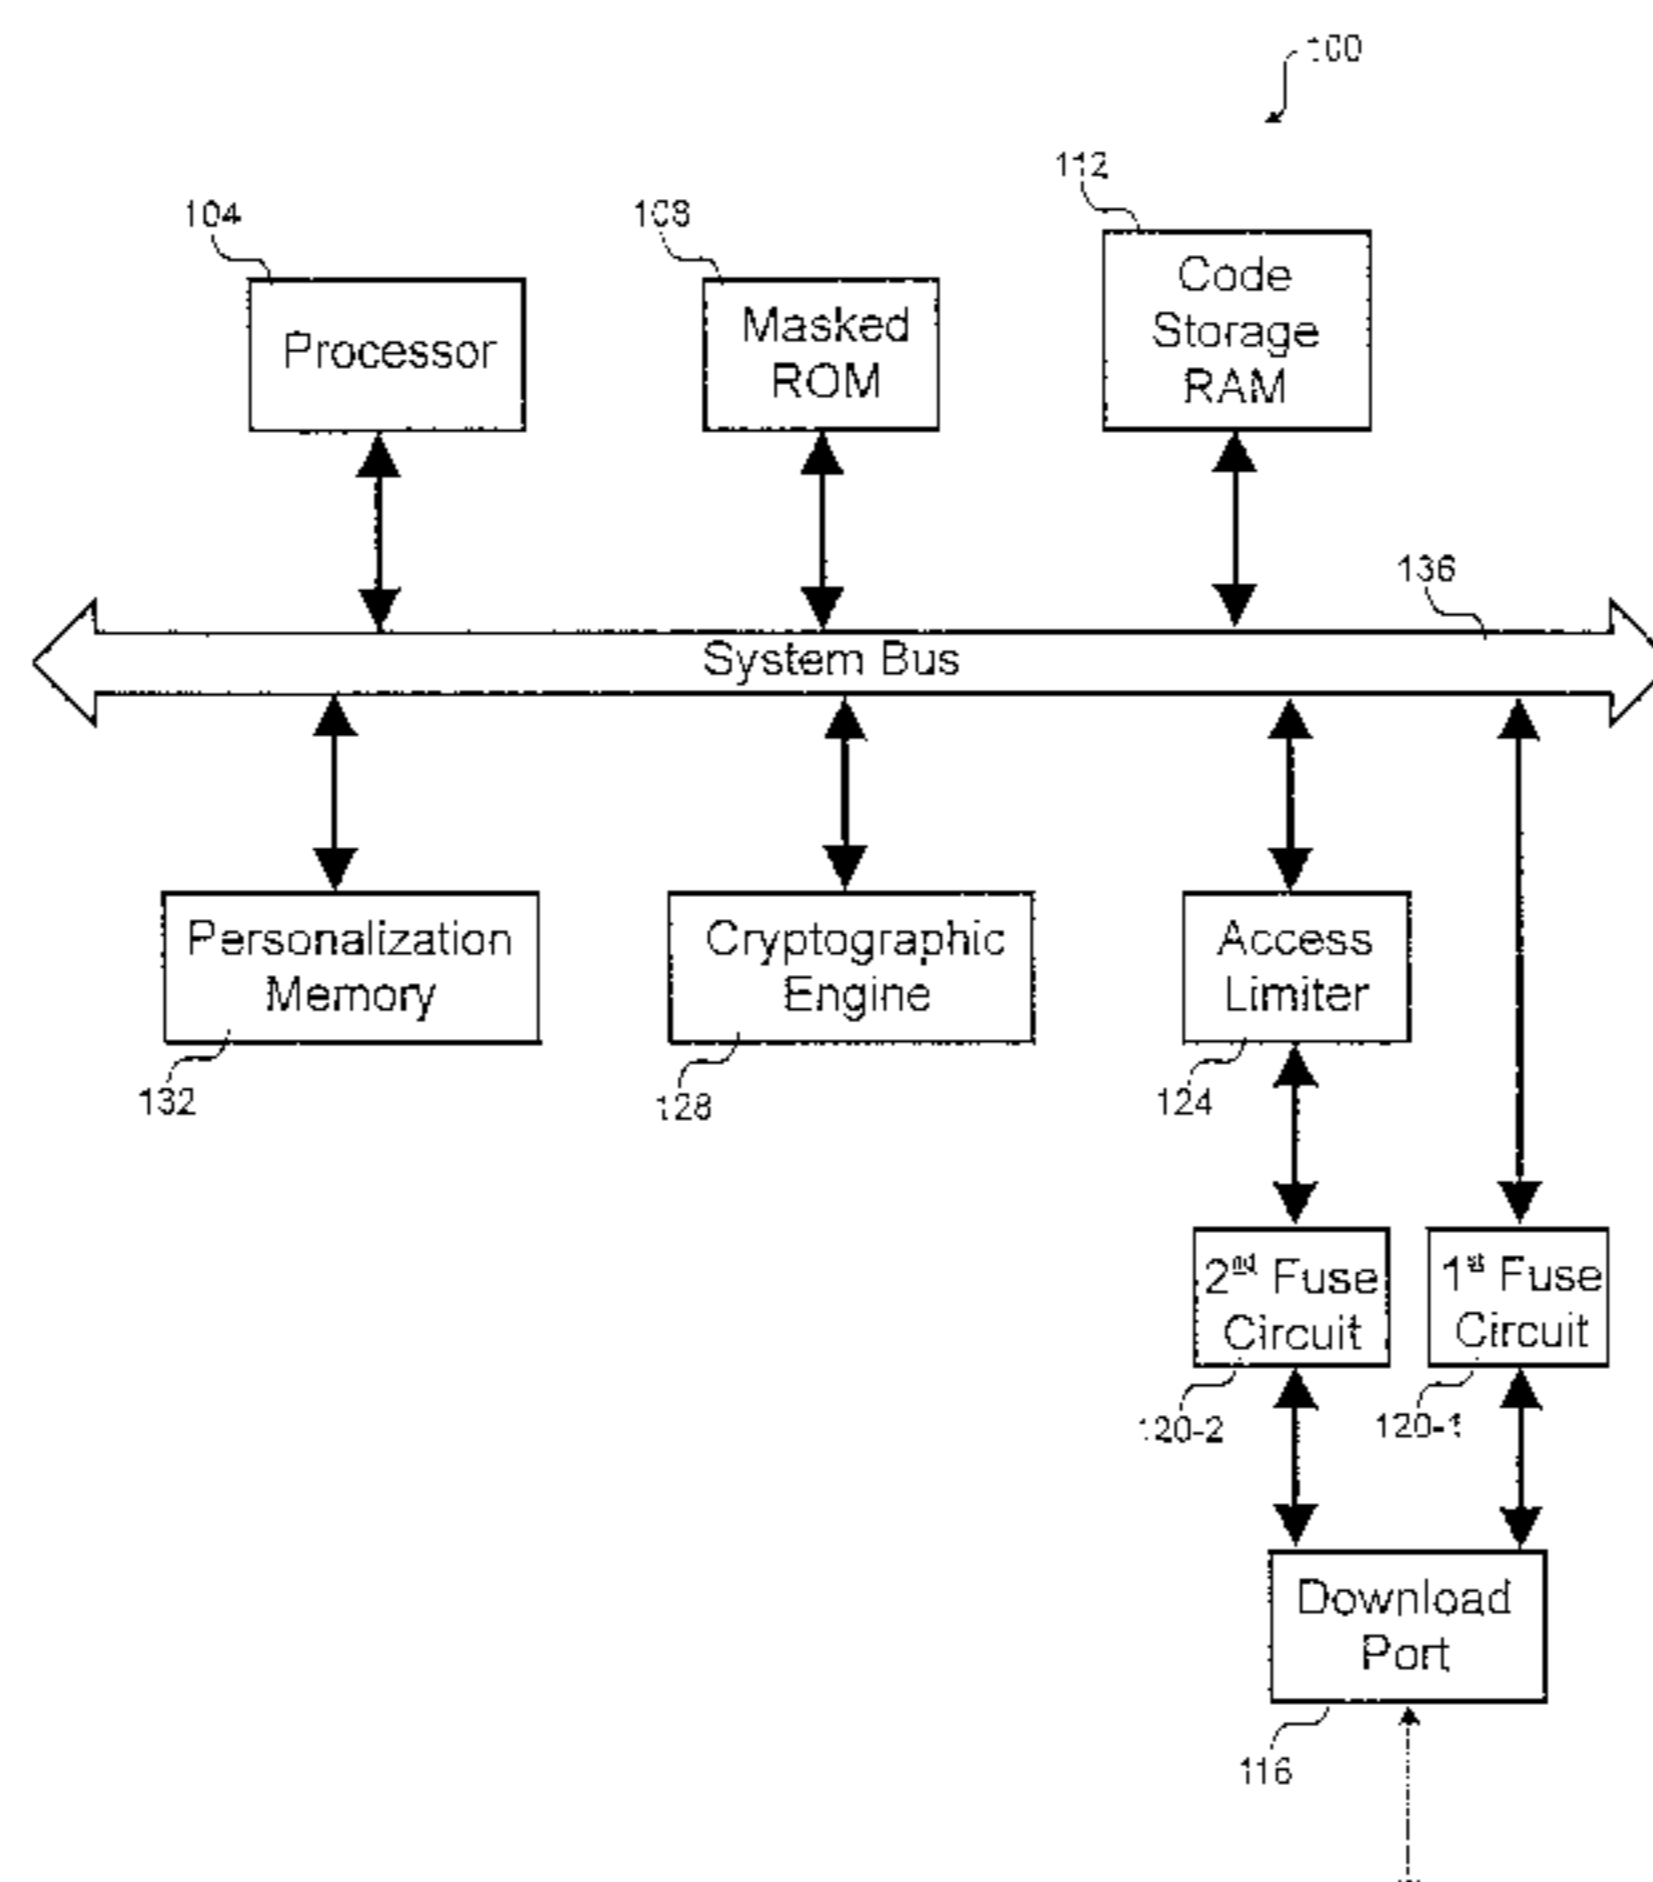 100
112
104
108
Code
Storage
RAM
Processor
Masked
ROM
136
System Bus
Personalization
Memory
Cryptographic
Engine
Access
Limiter
132
128
124
2nd Fuse
Circuit
1st Fuse
Circuit
120-2
120-1
Download
Port
116